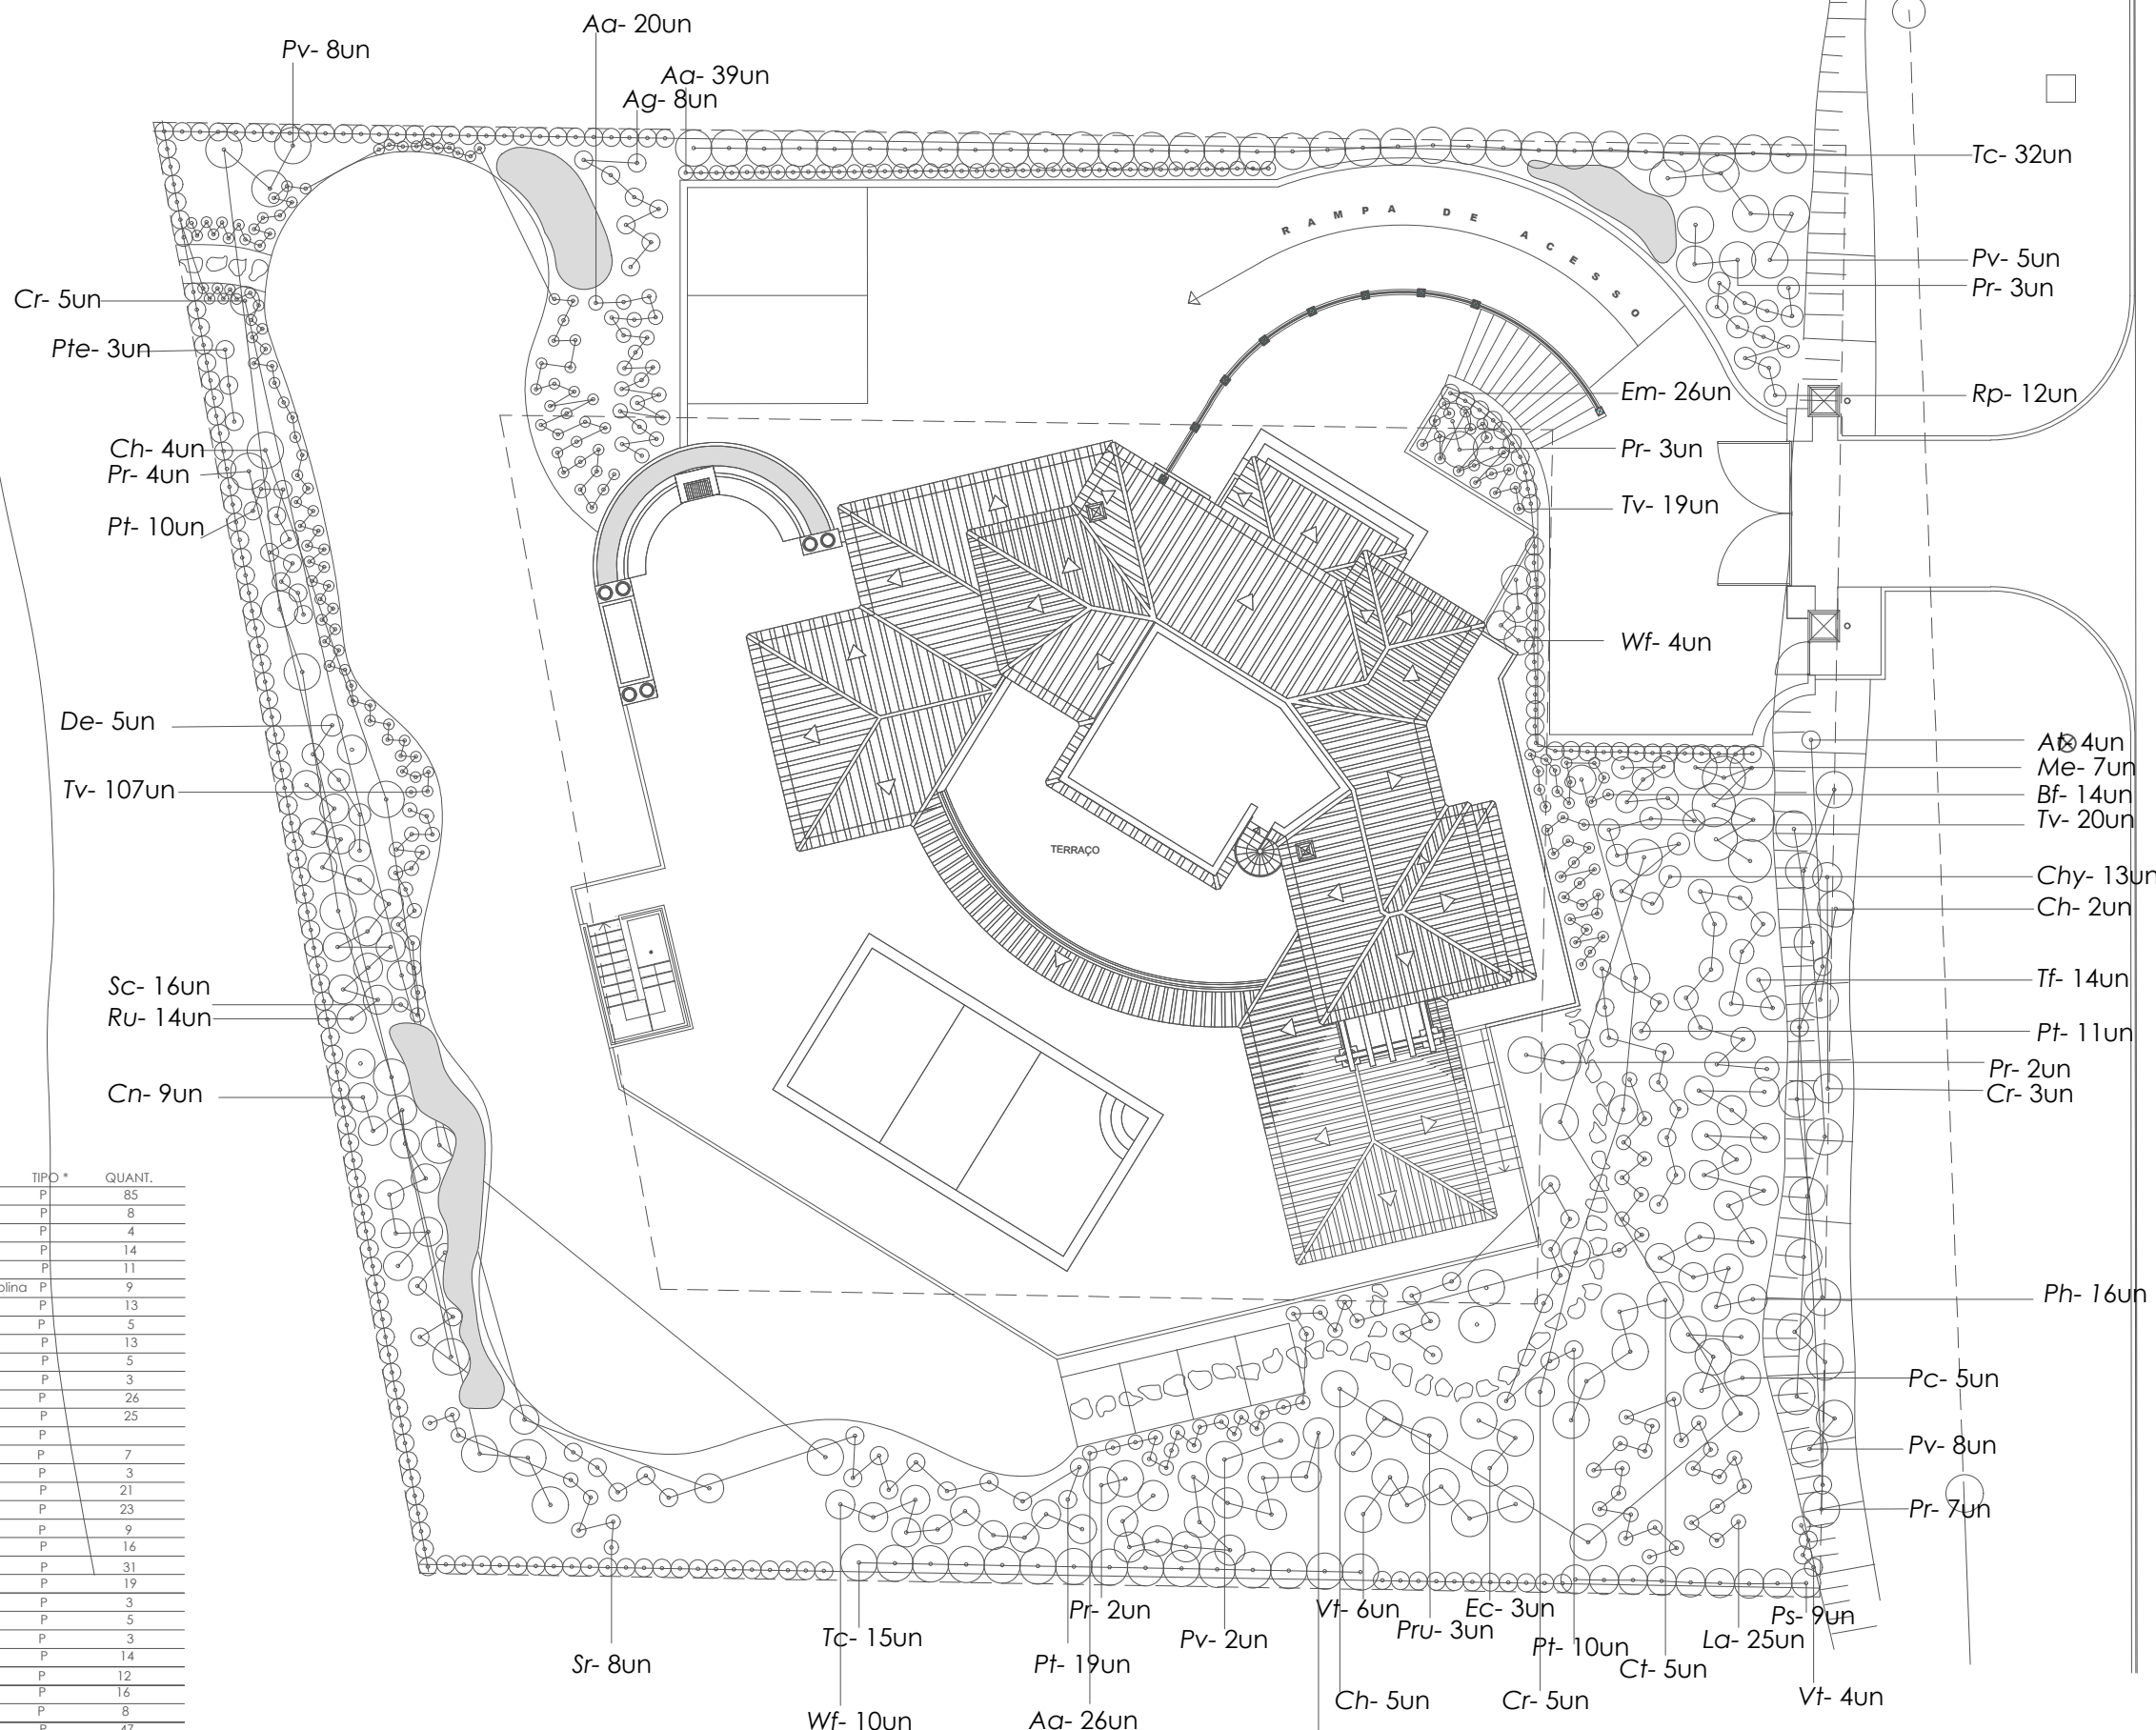 Aa- 20un
Pv- 8un
Aa- 39un
Ag- 8un
Tc- 32un
RAMPA DE ACESSO
Pv- 5un
Pr- 3un
Cr- 5un
Pte- 3un
Em- 26un
Rp- 12un
Ch- 4un
Pr- 4un
Pr- 3un
Pt- 10un
Tv- 19un
Wf- 4un
De- 5un
At- 4un
Me- 7un
Tv- 107un
Bf- 14un
Tv- 20un
TERRAÇO
Chy- 13un
Ch- 2un
Sc- 16un
Ru- 14un
Tf- 14un
Pt- 11un
Pr- 2un
Cr- 3un
Cn- 9un
TIPO * QUANT.
P 85
P 8
P 4
P 14
P 11
olina P 9
P 13
P 5
P 13
P 5
P 3
P 26
P 25
P
P 7
P 3
P 21
P 23
P 9
P 16
P 31
P 19
P 3
P 5
P 3
P 14
P 12
P 16
P 8
P 47
Ph- 16un
Pc- 5un
Pv- 8un
Pr- 7un
Pr- 2un
Vt- 6un
Ec- 3un
Ps- 9un
Pru- 3un
Tc- 15un
Pv- 2un
Pt- 10un
La- 25un
Sr- 8un
Pt- 19un
Ct- 5un
Ch- 5un
Cr- 5un
Vt- 4un
Wf- 10un
Aa- 26un